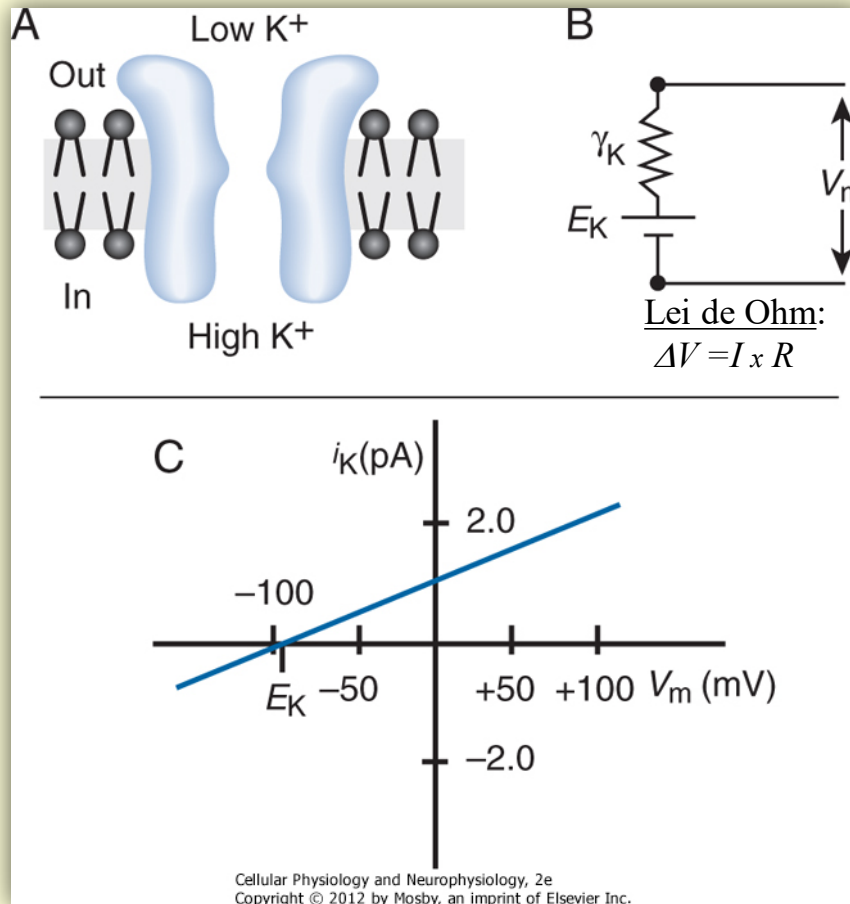 A
Low K+
Out
In
High K+
B
γK
EK
Lei de Ohm:
ΔV =I x R
C
iK(pA)
2.0
–100
EK
–50
+50
+100
Vm (mV)
–2.0
Cellular Physiology and Neurophysiology, 2e
Copyright © 2012 by Mosby, an imprint of Elsevier Inc.